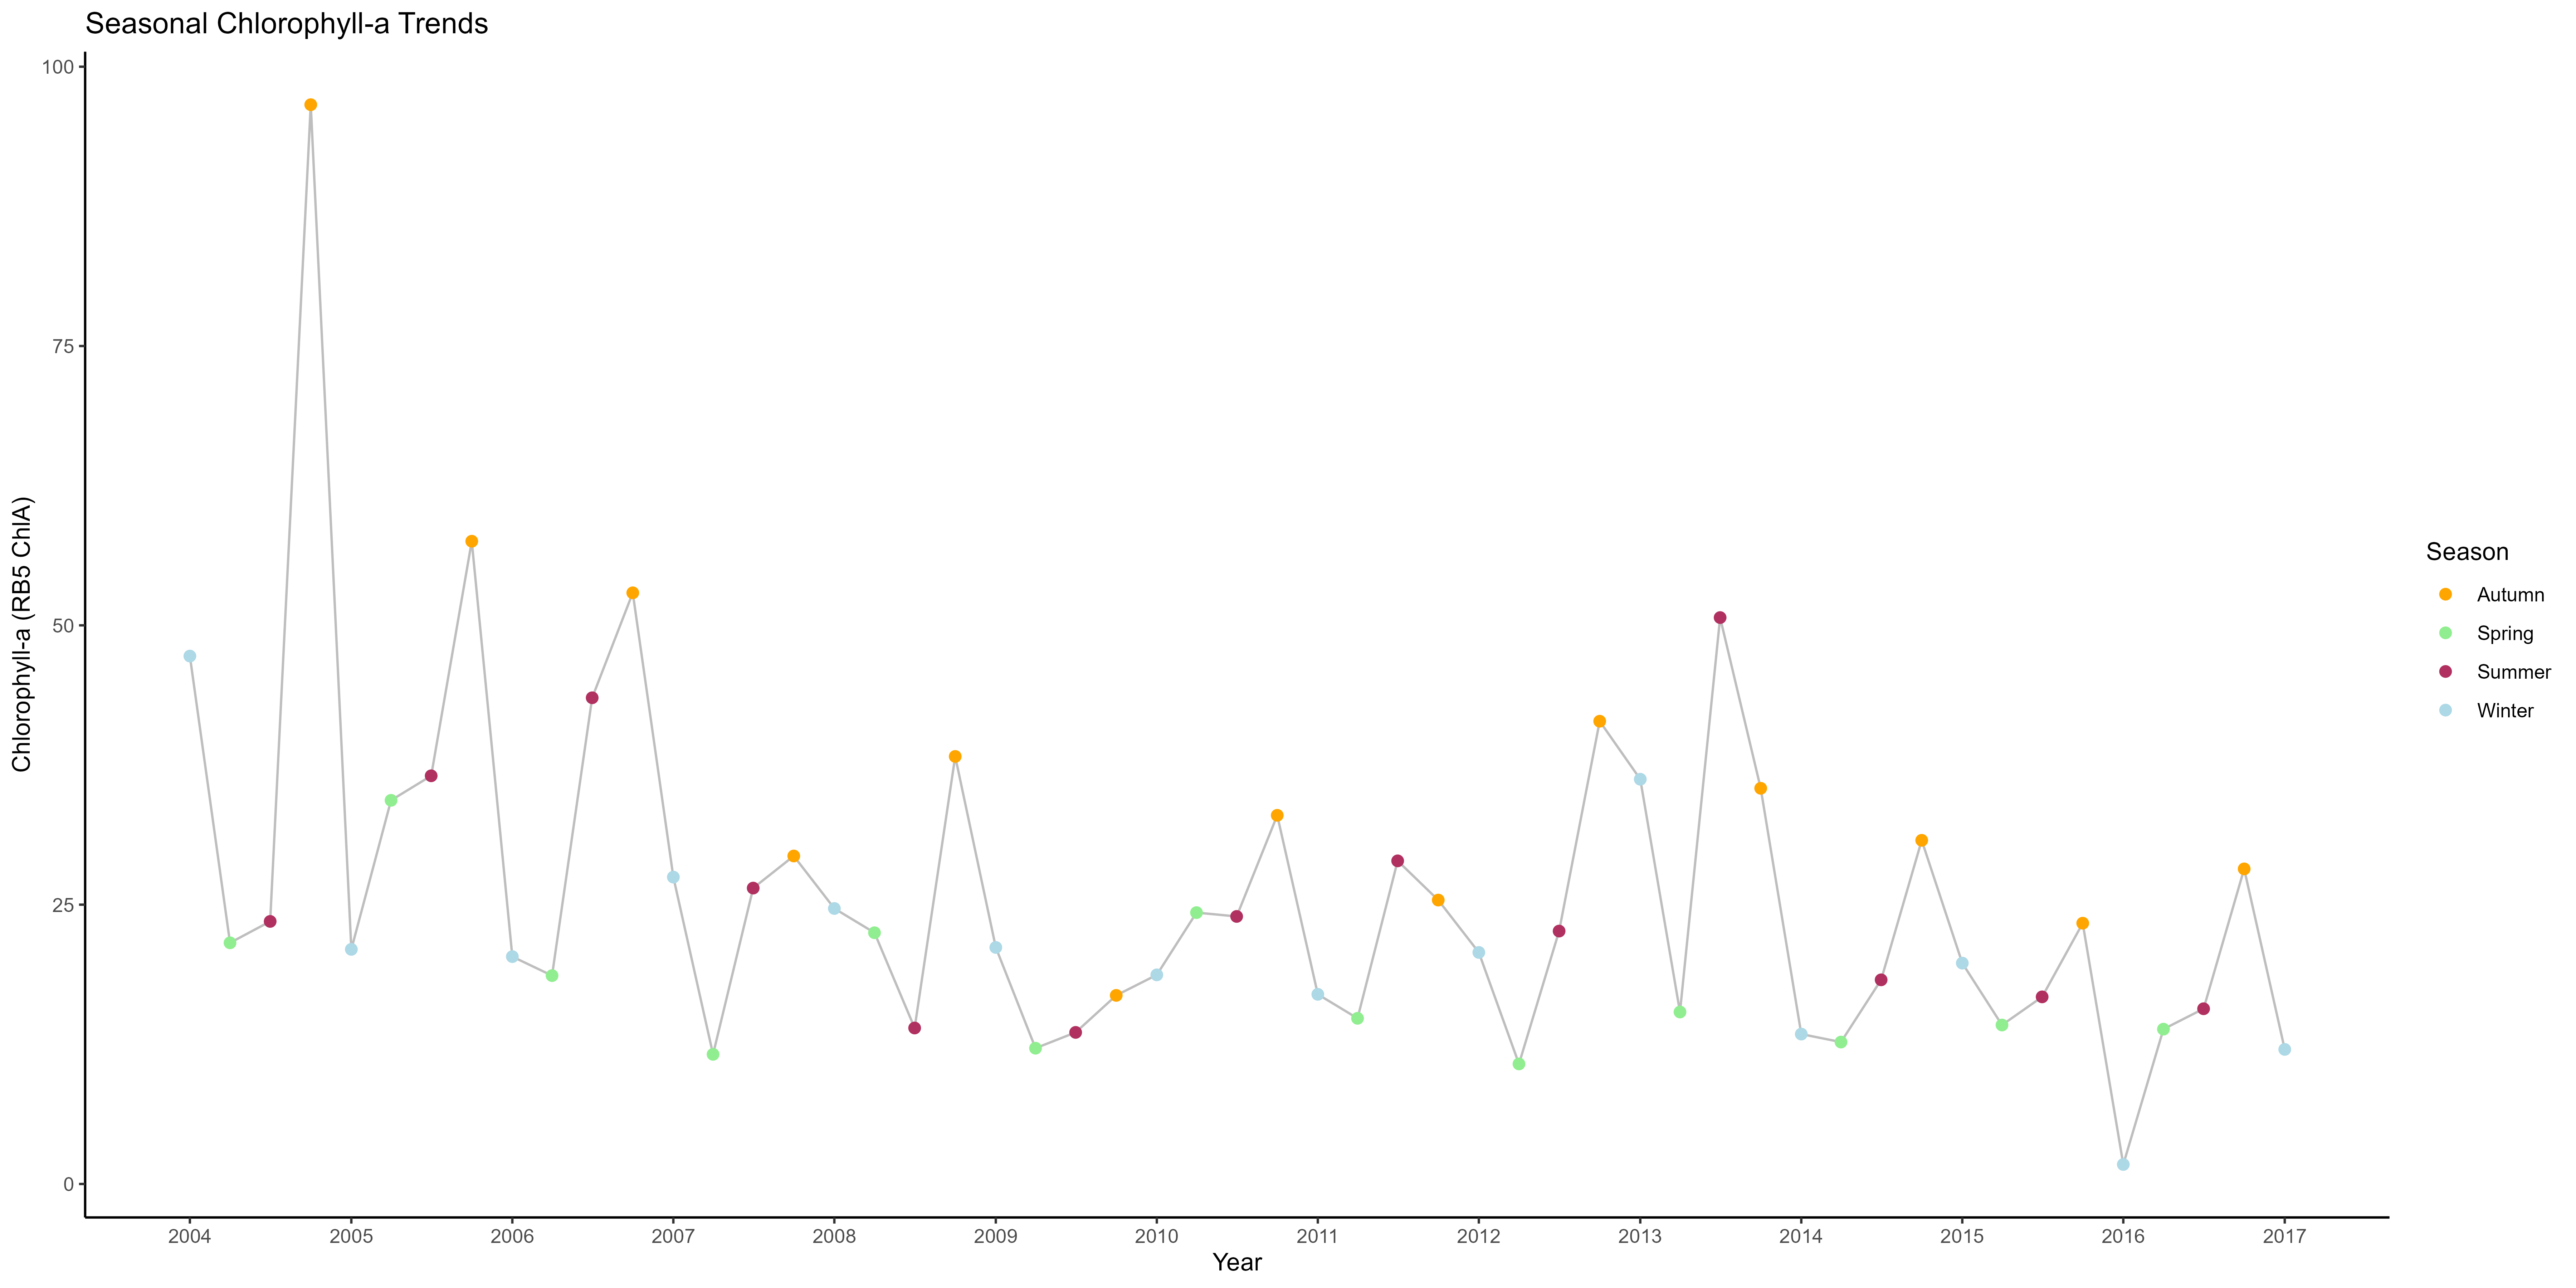 Seasonal Chlorophyll-a Trends
Chlorophyll-a (RB5 ChlA)
100
75
50
25
0
2004 2005 2006 2007 2008 2009 2010 2011 2012 2013 2014 2015 2016 2017
Year
Season
Autumn
Spring
Summer
Winter